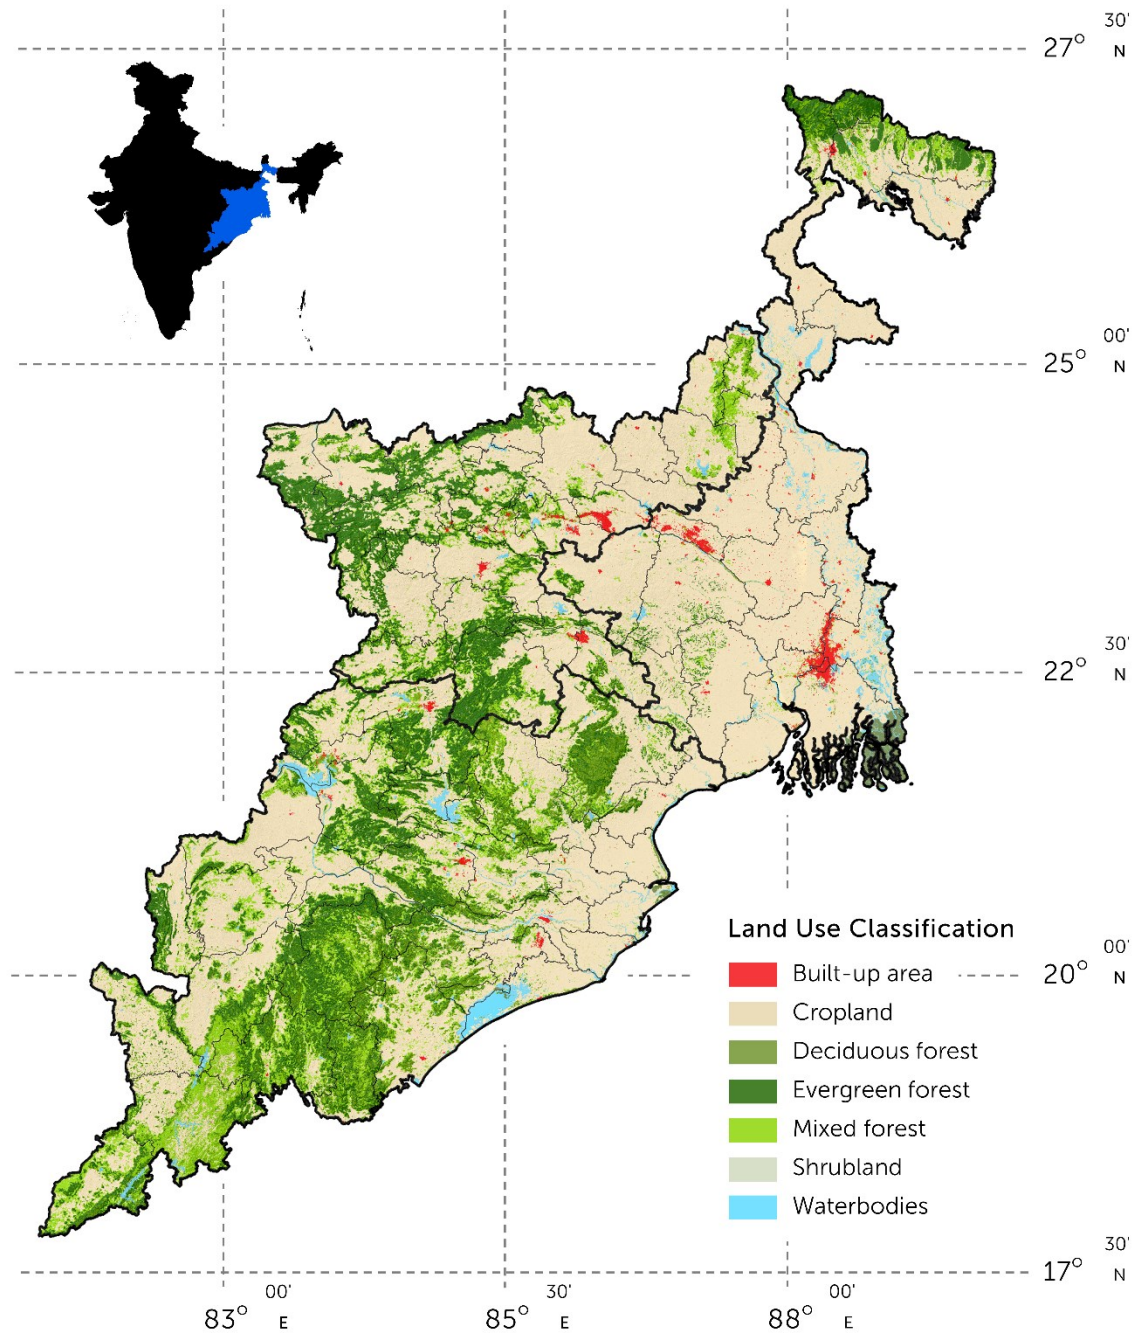 30'
27° N
00'
25° N
30'
22° N
Land Use Classification
Built-up area
Cropland
Deciduous forest
Evergreen forest
Mixed forest
Shrubland
Waterbodies
00'
20° N
30'
17° N
00'
83° E
30'
85° E
00'
88° E